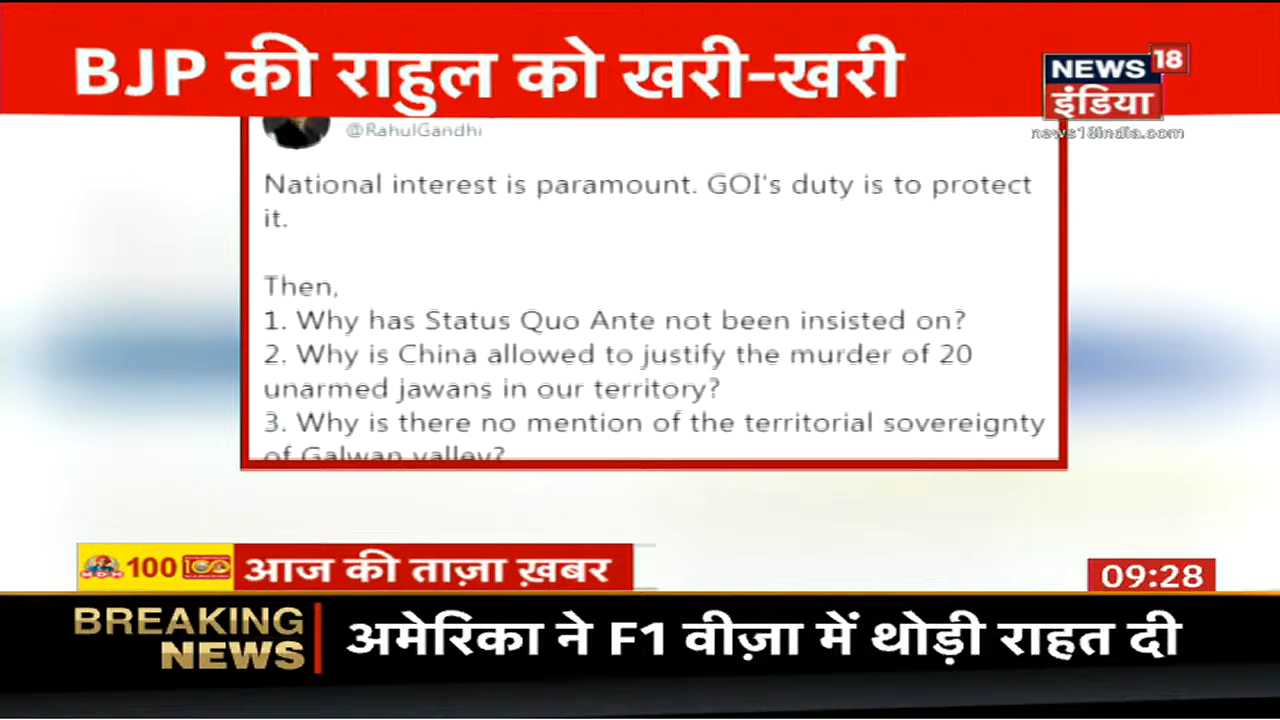 BJP की राहुल को खरी-खरी
NEWS 18
इंडिया
news18india.com
@RahulGandhi
National interest is paramount. GOI's duty is to protect
it.
Then,
1. Why has Status Quo Ante not been insisted on?
2. Why is China allowed to justify the murder of 20
unarmed jawans in our territory?
3. Why is there no mention of the territorial sovereignty
of Galwan valley?
100
आज की ताज़ा ख़बर
09:28
BREAKING
NEWS
अमेरिका ने F1 वीज़ा में थोड़ी राहत दी